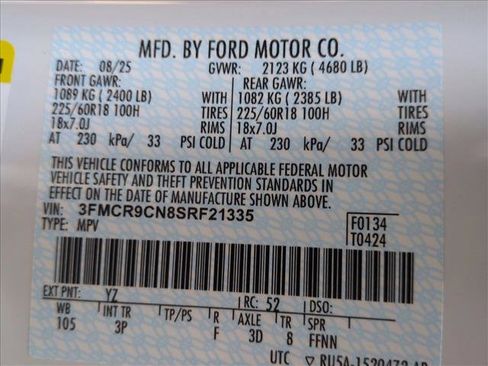 MFD. BY FORD MOTOR CO.
DATE: 08/25 GVWR: 2123 KG ( 4680 LB)
FRONT GAWR: REAR GAWR:
1089 KG ( 2400 LB) WITH 1082 KG ( 2385 LB) WITH
225/60R18 100H TIRES 225/60R18 100H TIRES
18x7.0J RIMS 18x7.0J RIMS
AT 230 kPa/ 33 PSI COLD AT 230 kPa/ 33 PSI COLD
THIS VEHICLE CONFORMS TO ALL APPLICABLE FEDERAL MOTOR
VEHICLE SAFETY AND THEFT PREVENTION STANDARDS IN
EFFECT ON THE DATE OF MANUFACTURE SHOWN ABOVE.
VIN: 3FMCR9CN8SRF21335 F0134
TYPE: MPV T0424
EXT PNT: YZ RC: 52 DSO:
WB INT TR TP/PS R AXLE TR SPR
105 3P F 3D 8 FFNN
UTC